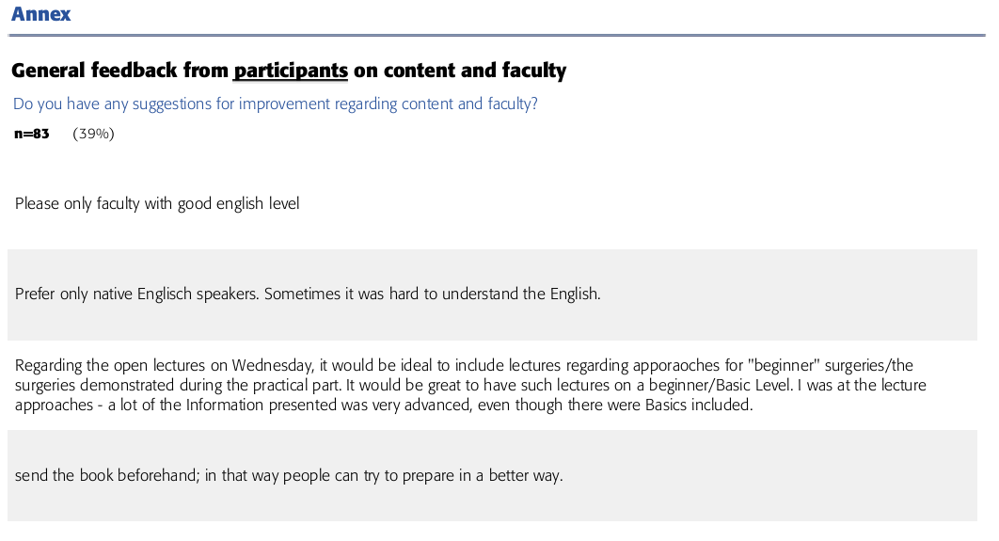 Annex
General feedback from participants on content and faculty
Do you have any suggestions for improvement regarding content and faculty?
n=83 (39%)
Please only faculty with good english level
Prefer only native Englisch speakers. Sometimes it was hard to understand the English.
Regarding the open lectures on Wednesday, it would be ideal to include lectures regarding apporaoches for "beginner" surgeries/the
surgeries demonstrated during the practical part. It would be great to have such lectures on a beginner/Basic Level. I was at the lecture
approaches - a lot of the Information presented was very advanced, even though there were Basics included.
send the book beforehand; in that way people can try to prepare in a better way.